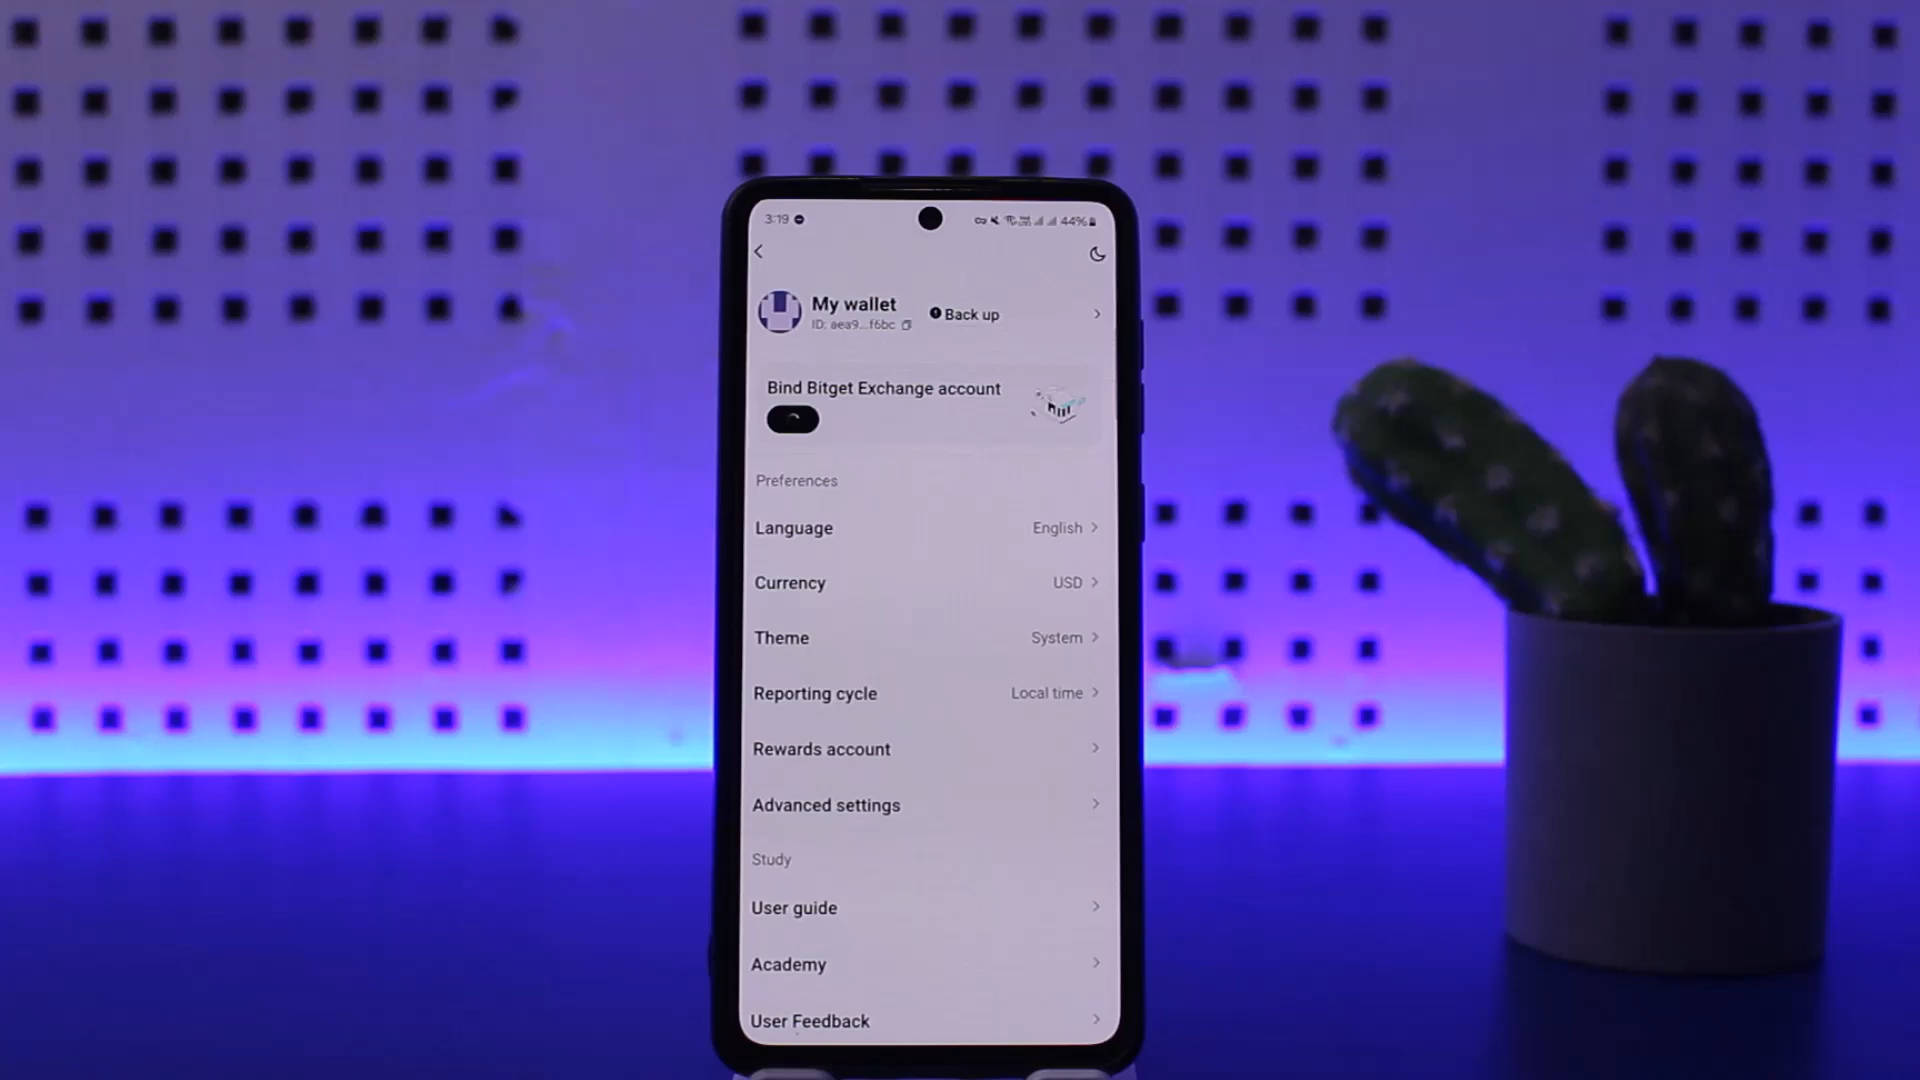 3:19
44%
My wallet
ID: aea9...f6bc
Back up
Bind Bitget Exchange account
Preferences
Language English
Currency USD
Theme System
Reporting cycle Local time
Rewards account
Advanced settings
Study
User guide
Academy
User Feedback